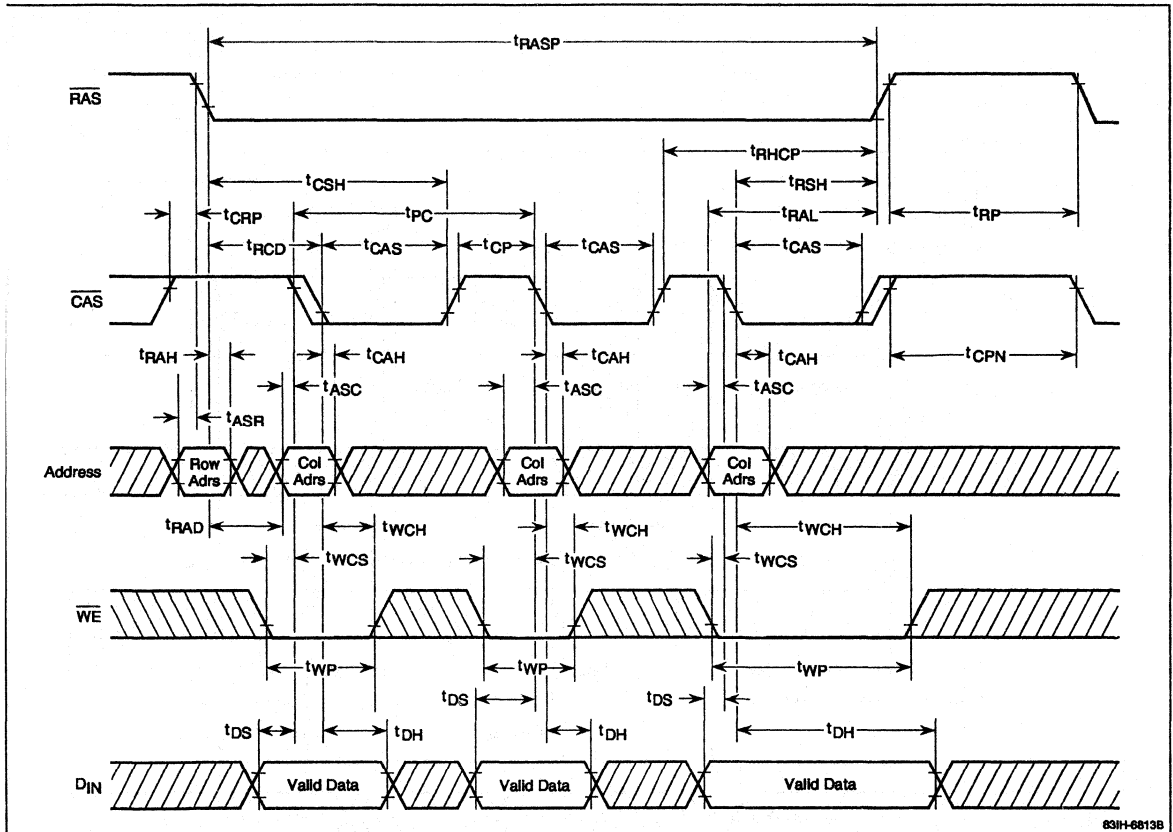 tRASP
RAS
tRHCP
tCSH tRSH
tCRP tPC tRAL tRP
tRCD tCAS tCP tCAS tCAS
CAS
tRAH tCAH tCAH tCAH tCPN
tASC tASC tASC
tASR
Address Row Adrs Col Adrs Col Adrs Col Adrs
tRAD tWCH tWCH tWCH
tWCS tWCS tWCS
WE
tWP tWP tWP
tDS tDS
tDS tDH tDH tDH
DIN Valid Data Valid Data Valid Data
83IH-6813B